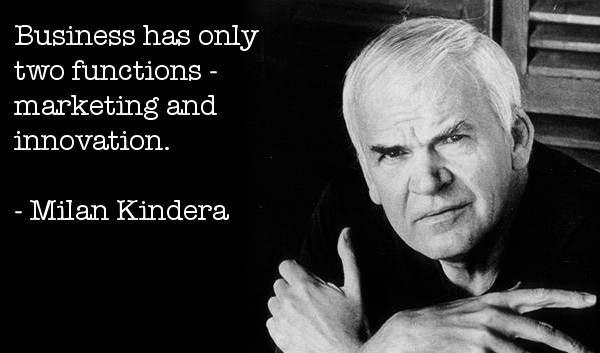 Business has only
two functions -
marketing and
innovation.
- Milan Kindera